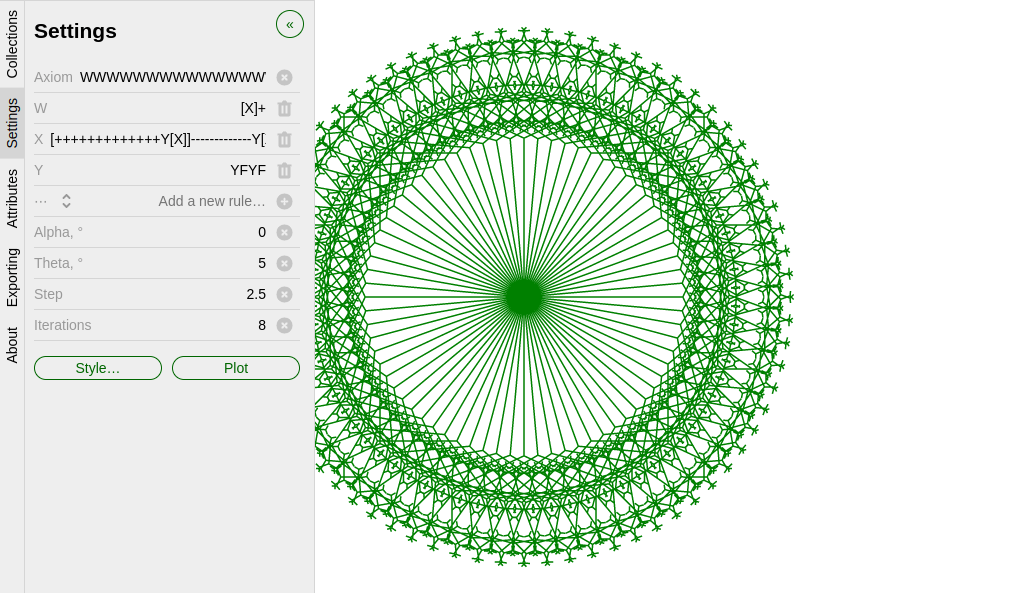 Collections
Settings
Attributes
Exporting
About
Settings
«
Axiom WWWWWWWWWWWWWW
W [X]+
X [+++++++++++++Y[X]]-------------Y[
Y YFYF
··· Add a new rule…
Alpha, ° 0
Theta, ° 5
Step 2.5
Iterations 8
Style…
Plot